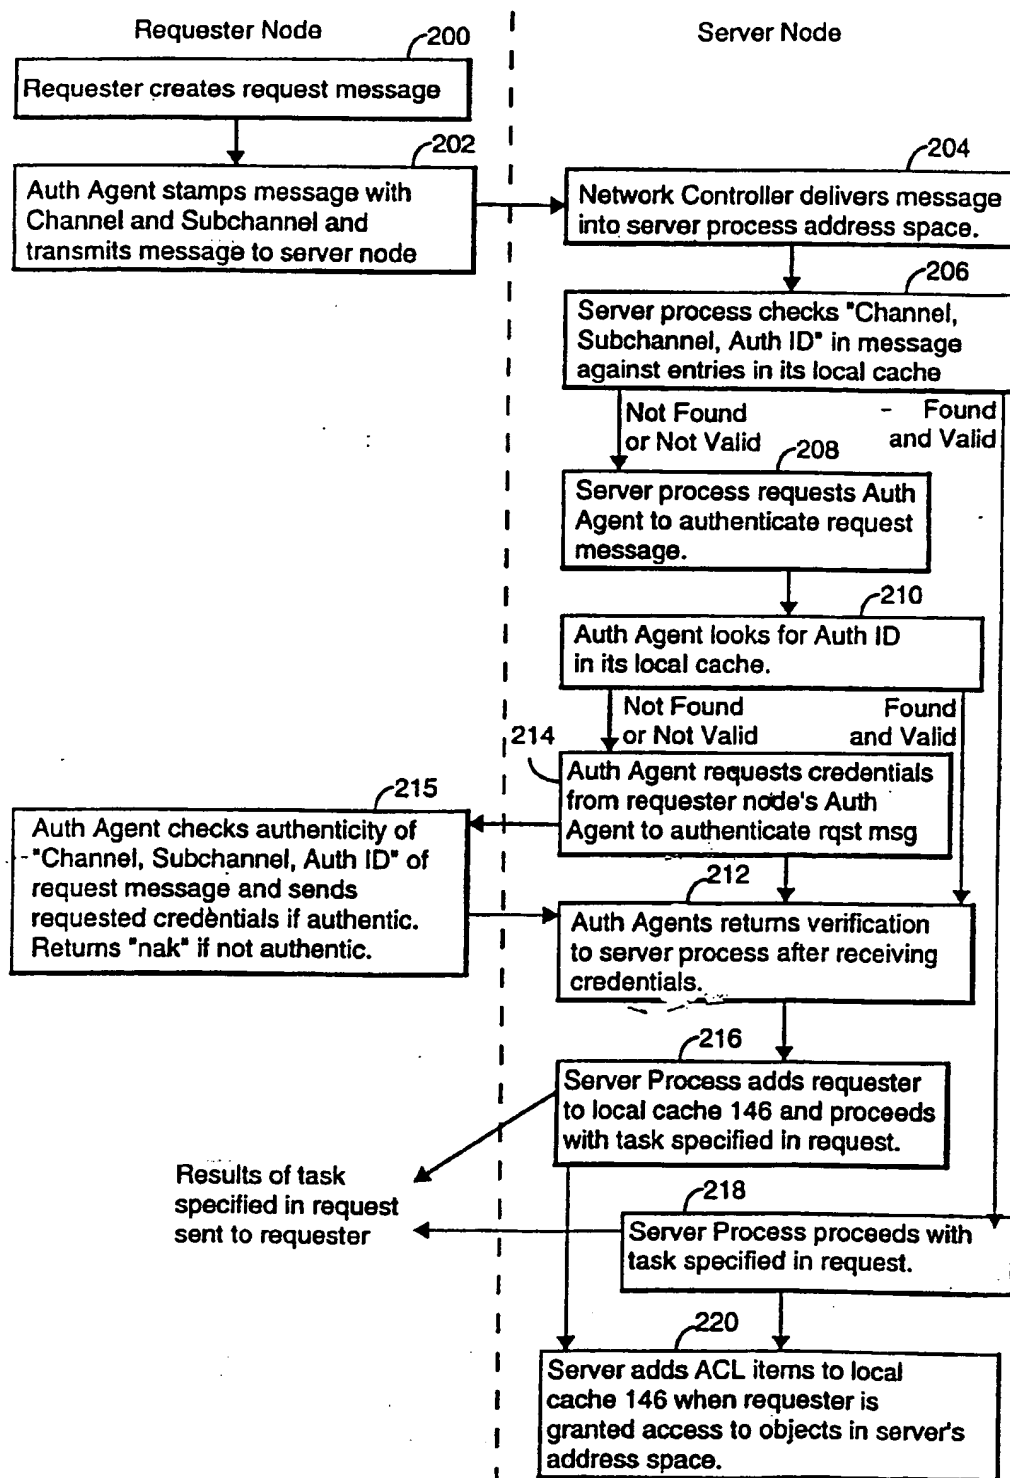 Requester Node
Server Node
200
Requester creates request message
202
Auth Agent stamps message with
Channel and Subchannel and
transmits message to server node
204
Network Controller delivers message
into server process address space.
206
Server process checks "Channel,
Subchannel, Auth ID" in message
against entries in its local cache
Not Found
or Not Valid
Found
and Valid
208
Server process requests Auth
Agent to authenticate request
message.
210
Auth Agent looks for Auth ID
in its local cache.
Not Found
or Not Valid
Found
and Valid
214
Auth Agent requests credentials
from requester node's Auth
Agent to authenticate rqst msg
215
Auth Agent checks authenticity of
"Channel, Subchannel, Auth ID" of
request message and sends
requested credentials if authentic.
Returns "nak" if not authentic.
212
Auth Agents returns verification
to server process after receiving
credentials.
216
Server Process adds requester
to local cache 146 and proceeds
with task specified in request.
Results of task
specified in request
sent to requester
218
Server Process proceeds with
task specified in request.
220
Server adds ACL items to local
cache 146 when requester is
granted access to objects in server's
address space.